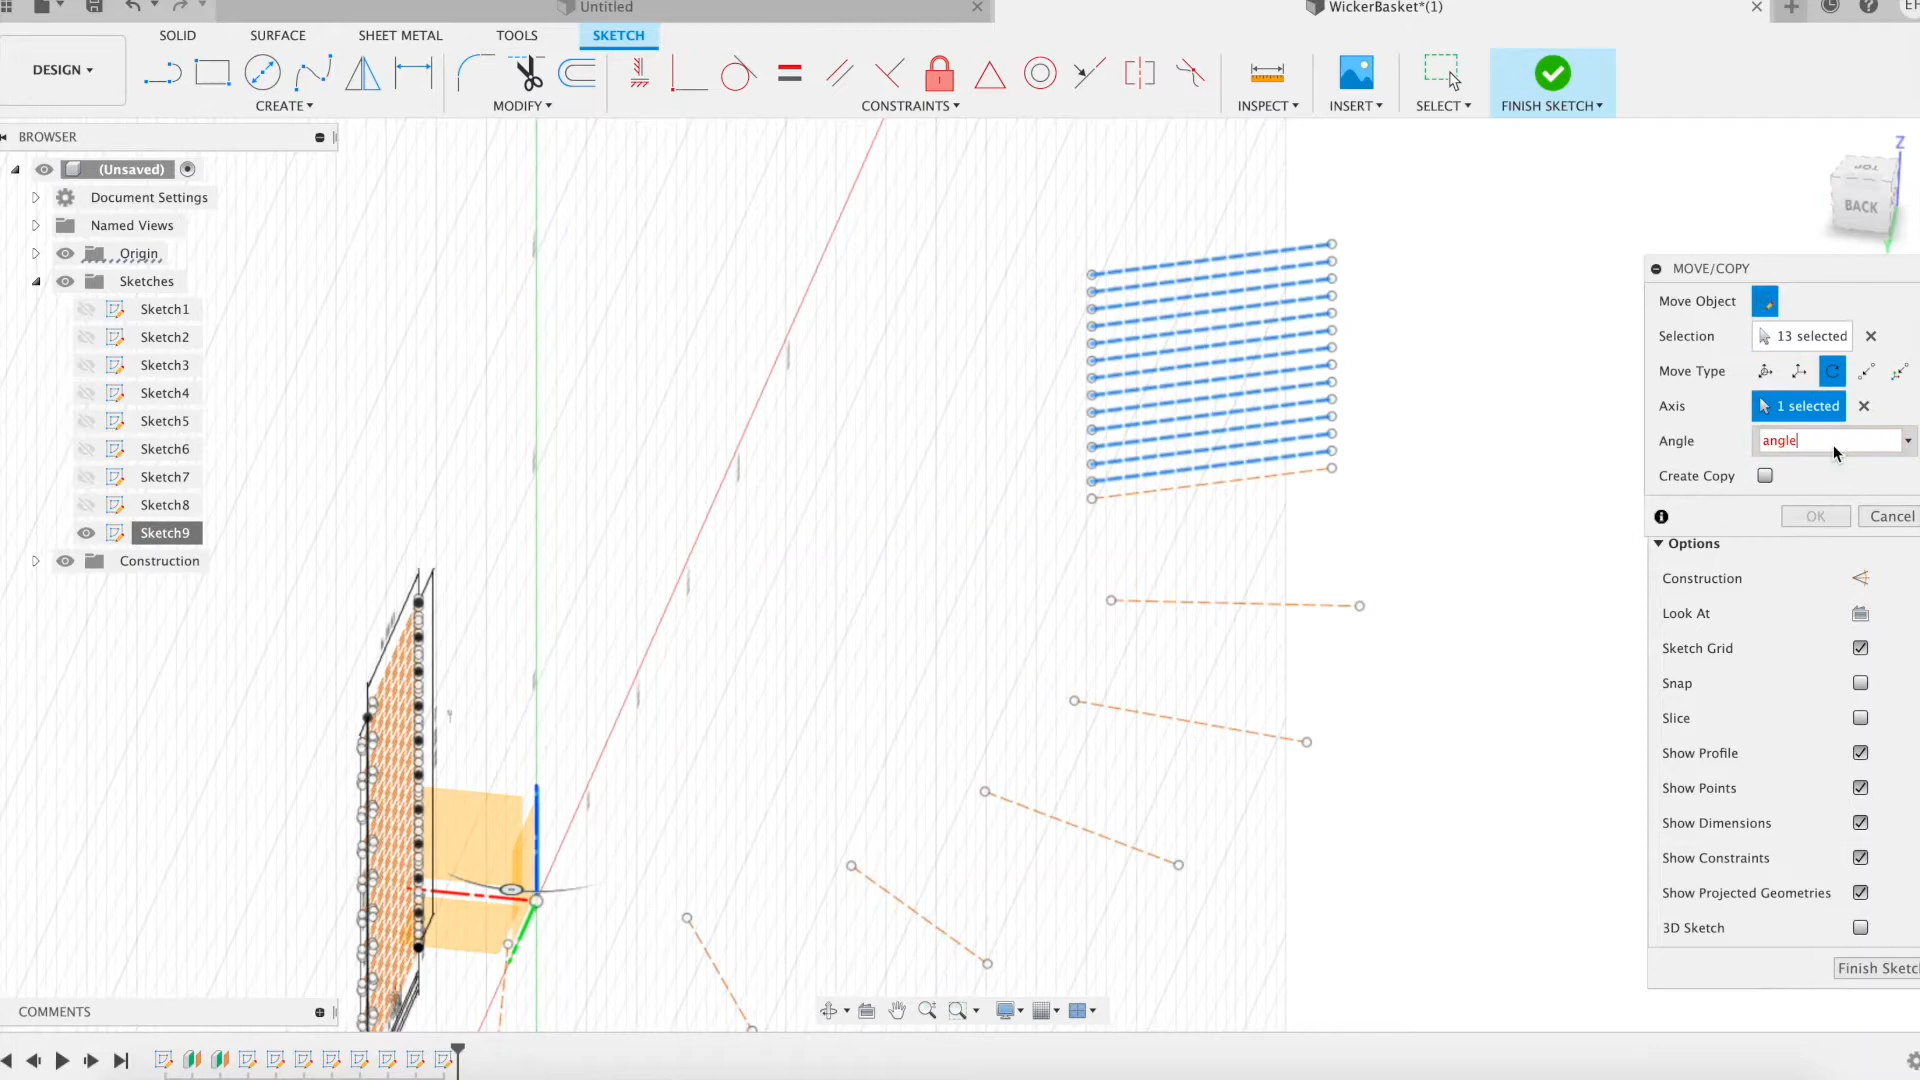 Untitled
WickerBasket*(1)
DESIGN
SOLID
SURFACE
SHEET METAL
TOOLS
SKETCH
CREATE
MODIFY
CONSTRAINTS
INSPECT
INSERT
SELECT
FINISH SKETCH
BROWSER
(Unsaved)
Document Settings
Named Views
Origin
Sketches
Sketch1
Sketch2
Sketch3
Sketch4
Sketch5
Sketch6
Sketch7
Sketch8
Sketch9
Construction
TOP
BACK
Z
MOVE/COPY
Move Object
Selection
13 selected
Move Type
Axis
1 selected
Angle
angle
Create Copy
OK
Cancel
Options
Construction
Look At
Sketch Grid
Snap
Slice
Show Profile
Show Points
Show Dimensions
Show Constraints
Show Projected Geometries
3D Sketch
Finish Sketc
COMMENTS